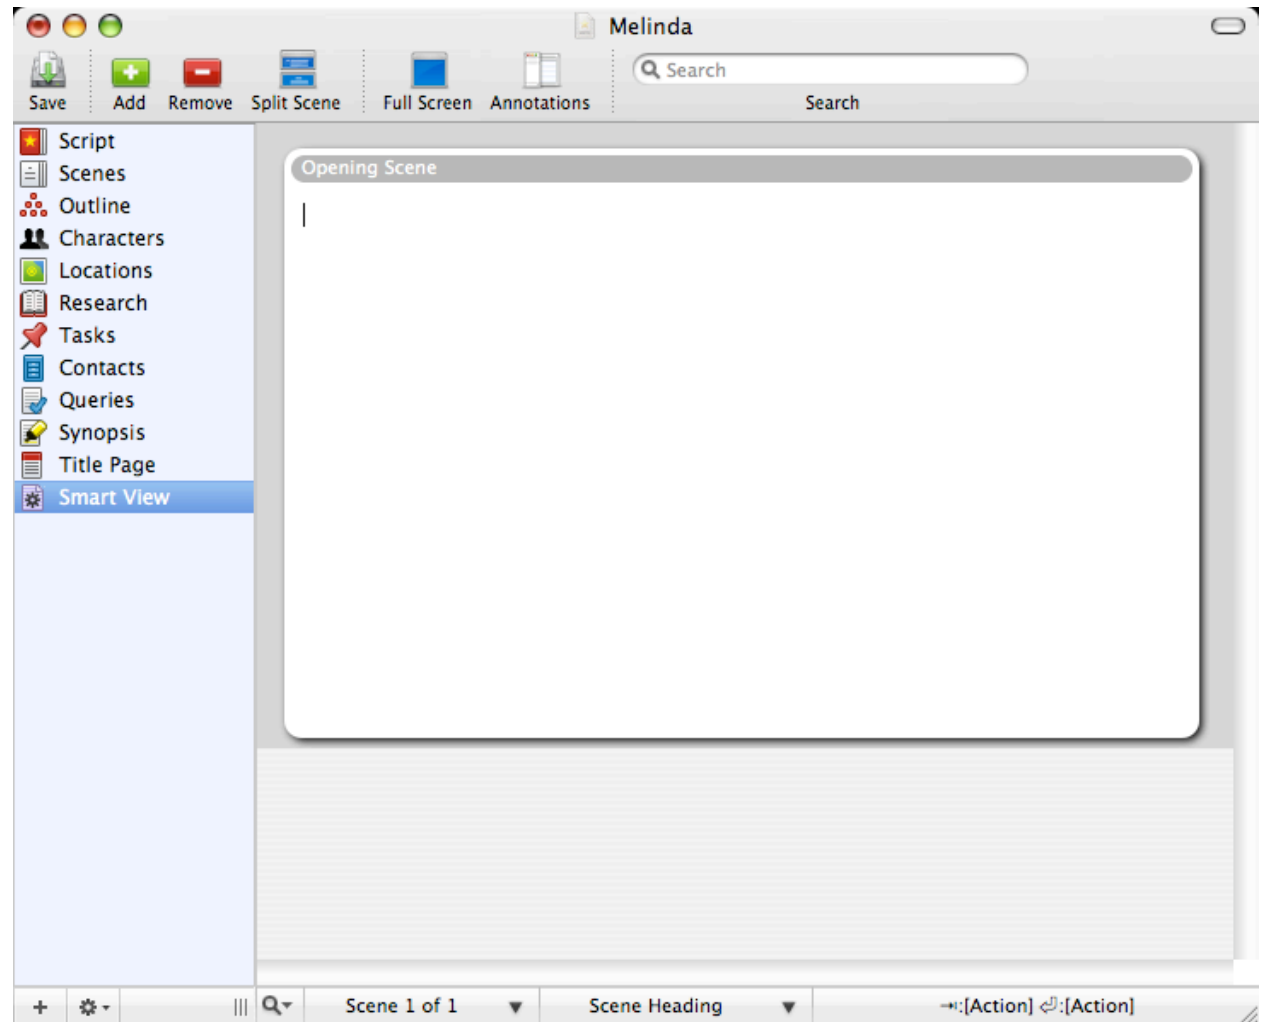 Melinda
Search
Save Add Remove Split Scene Full Screen Annotations Search
Script
Scenes
Outline
Characters
Locations
Research
Tasks
Contacts
Queries
Synopsis
Title Page
Smart View
Opening Scene
Scene 1 of 1 Scene Heading ⇥:[Action] ⏎:[Action]